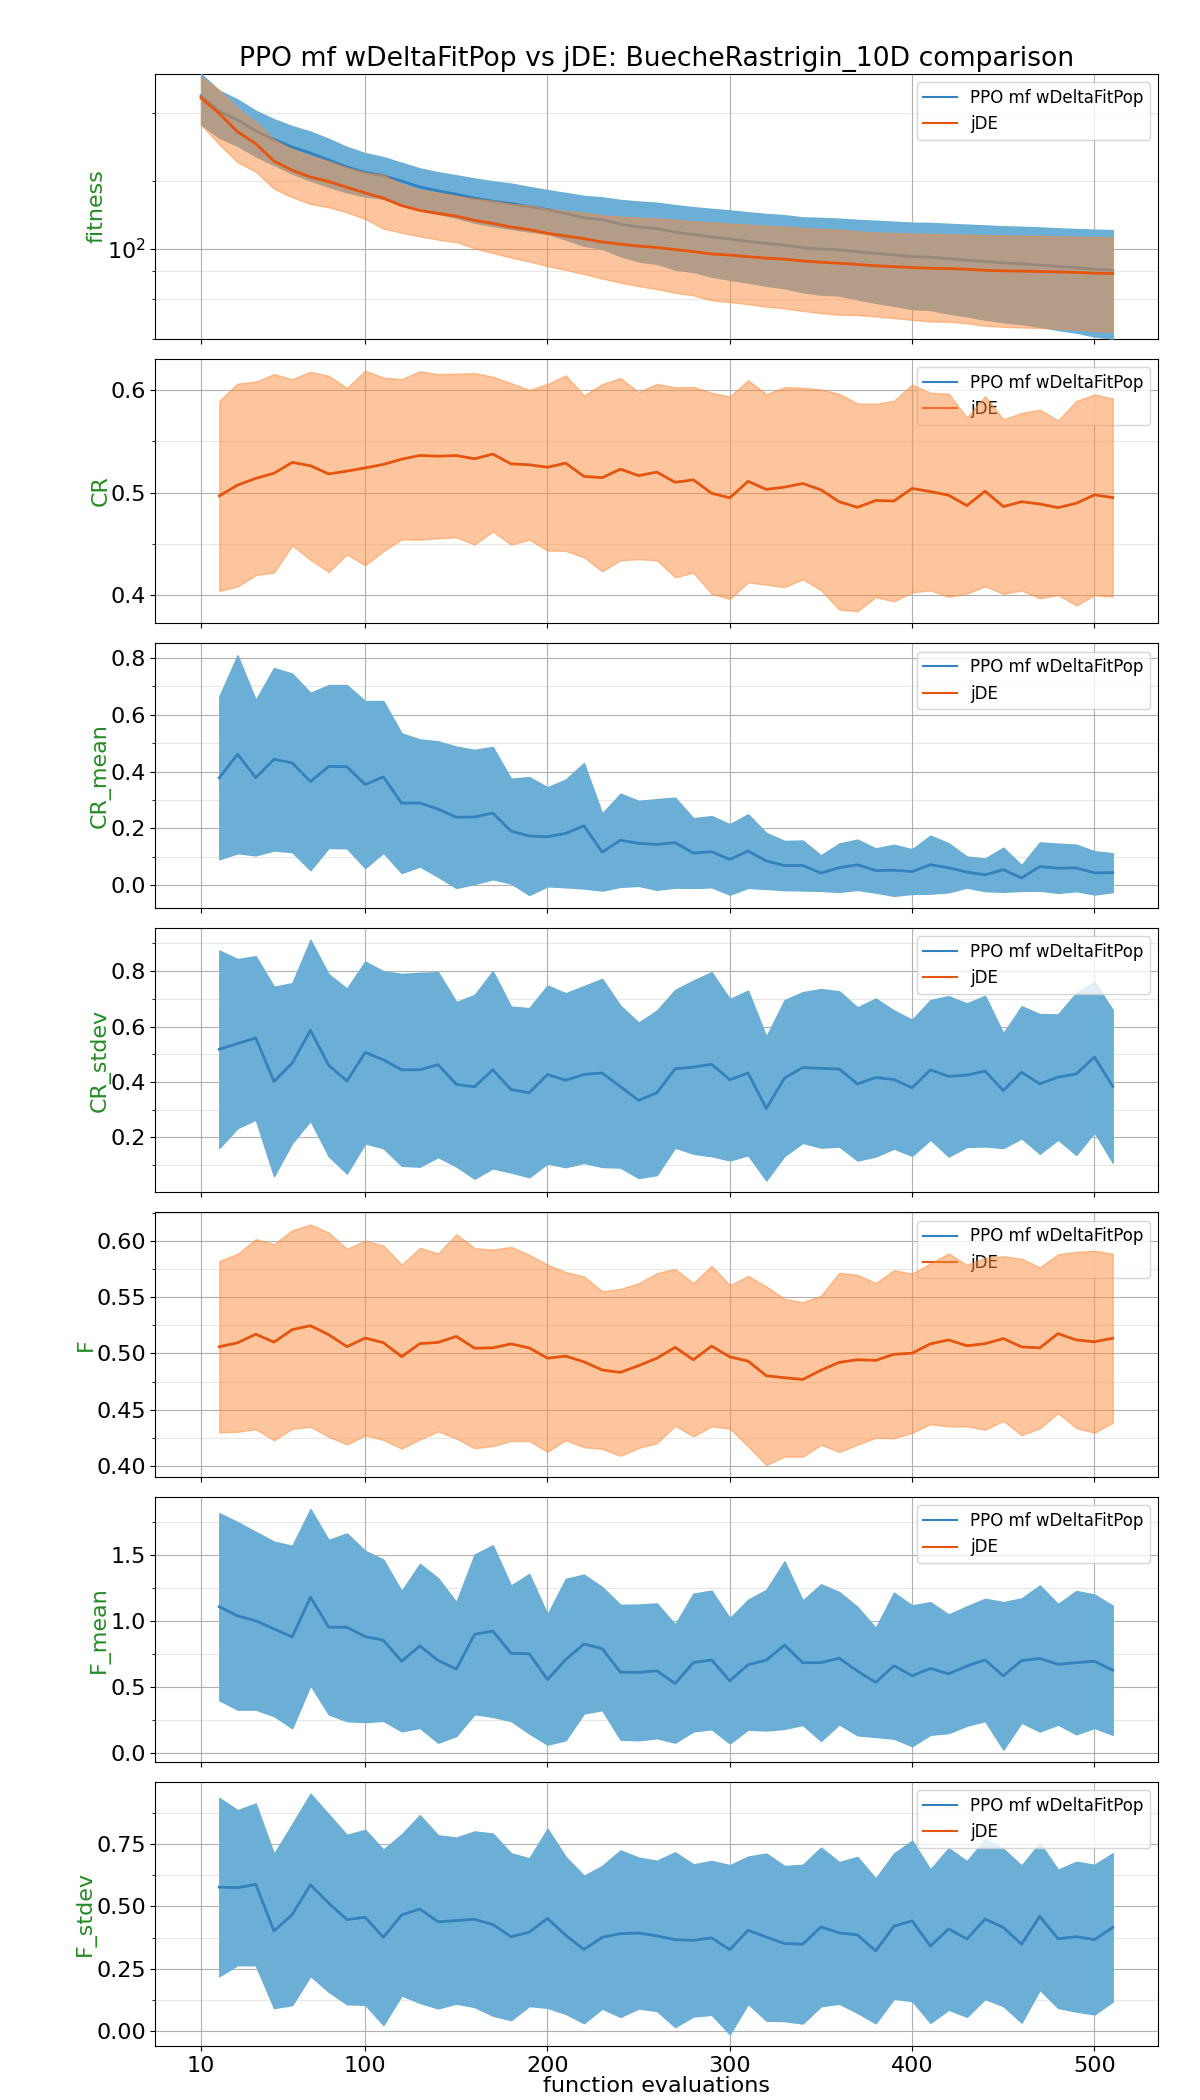 PPO mf wDeltaFitPop vs jDE: BuecheRastrigin_10D comparison
fitness
10²
PPO mf wDeltaFitPop
jDE
CR
0.6
0.5
0.4
PPO mf wDeltaFitPop
jDE
CR_mean
0.8
0.6
0.4
0.2
0.0
PPO mf wDeltaFitPop
jDE
CR_stdev
0.8
0.6
0.4
0.2
PPO mf wDeltaFitPop
jDE
F
0.60
0.55
0.50
0.45
0.40
PPO mf wDeltaFitPop
jDE
F_mean
1.5
1.0
0.5
0.0
PPO mf wDeltaFitPop
jDE
F_stdev
0.75
0.50
0.25
0.00
PPO mf wDeltaFitPop
jDE
10 100 200 300 400 500
function evaluations